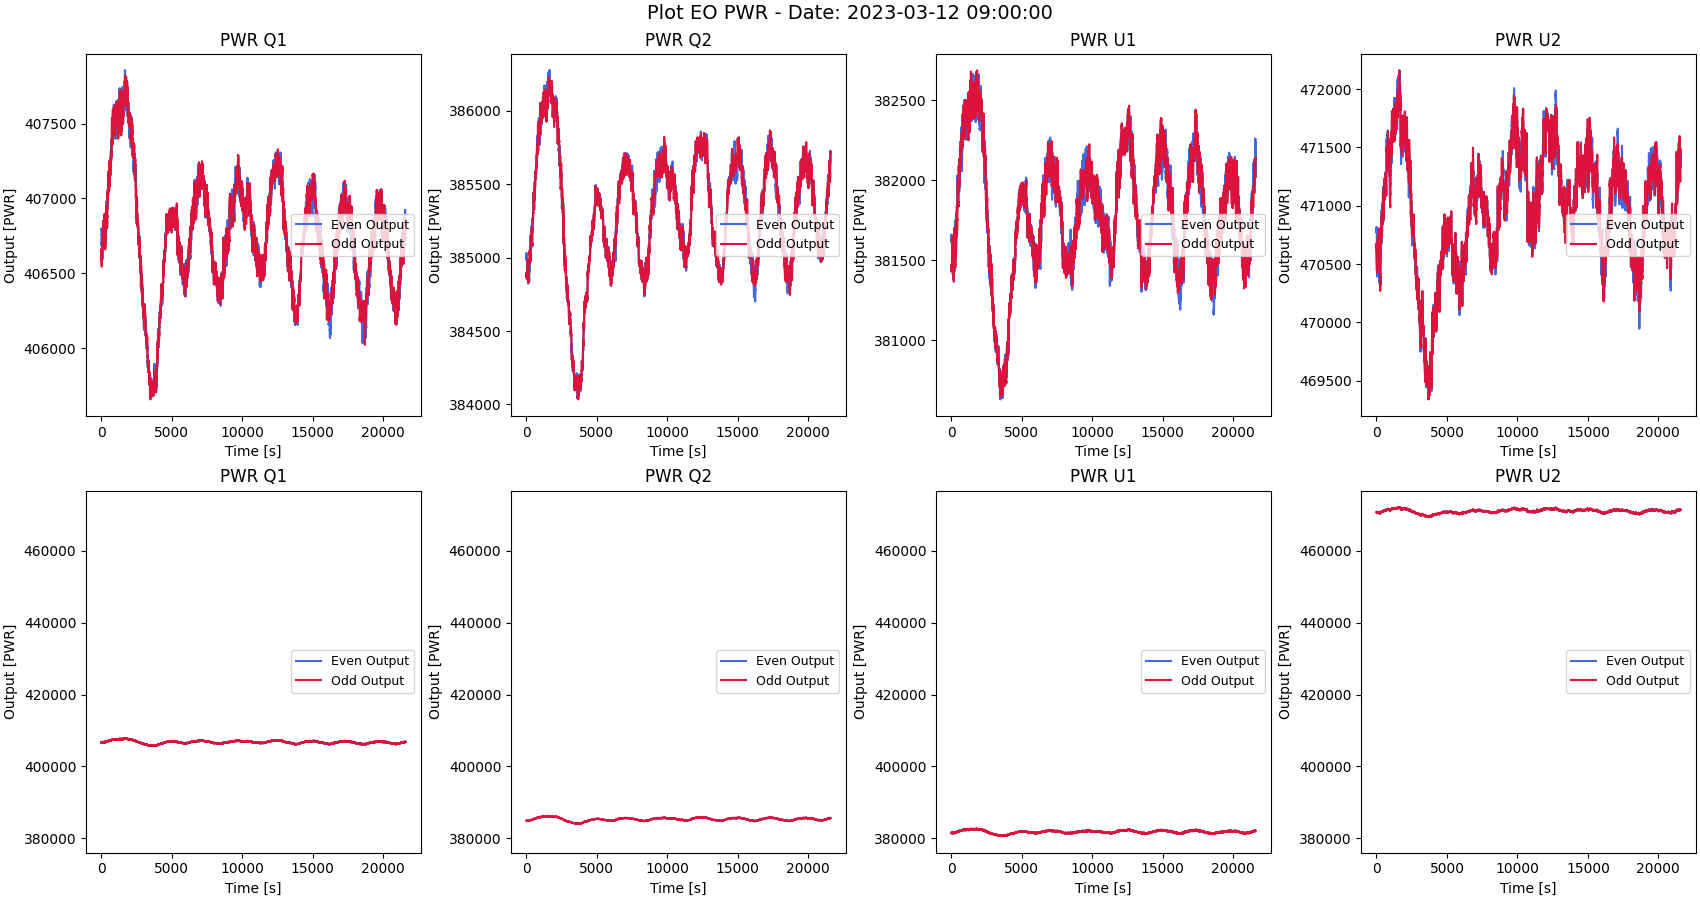 Plot EO PWR - Date: 2023-03-12 09:00:00
PWR Q1
Output [PWR]
407500
407000
406500
406000
Even Output
Odd Output
0 5000 10000 15000 20000
Time [s]
PWR Q2
Output [PWR]
386000
385500
385000
384500
384000
Even Output
Odd Output
0 5000 10000 15000 20000
Time [s]
PWR U1
Output [PWR]
382500
382000
381500
381000
Even Output
Odd Output
0 5000 10000 15000 20000
Time [s]
PWR U2
Output [PWR]
472000
471500
471000
470500
470000
469500
Even Output
Odd Output
0 5000 10000 15000 20000
Time [s]
PWR Q1
Output [PWR]
460000
440000
420000
400000
380000
Even Output
Odd Output
0 5000 10000 15000 20000
Time [s]
PWR Q2
Output [PWR]
460000
440000
420000
400000
380000
Even Output
Odd Output
0 5000 10000 15000 20000
Time [s]
PWR U1
Output [PWR]
460000
440000
420000
400000
380000
Even Output
Odd Output
0 5000 10000 15000 20000
Time [s]
PWR U2
Output [PWR]
460000
440000
420000
400000
380000
Even Output
Odd Output
0 5000 10000 15000 20000
Time [s]